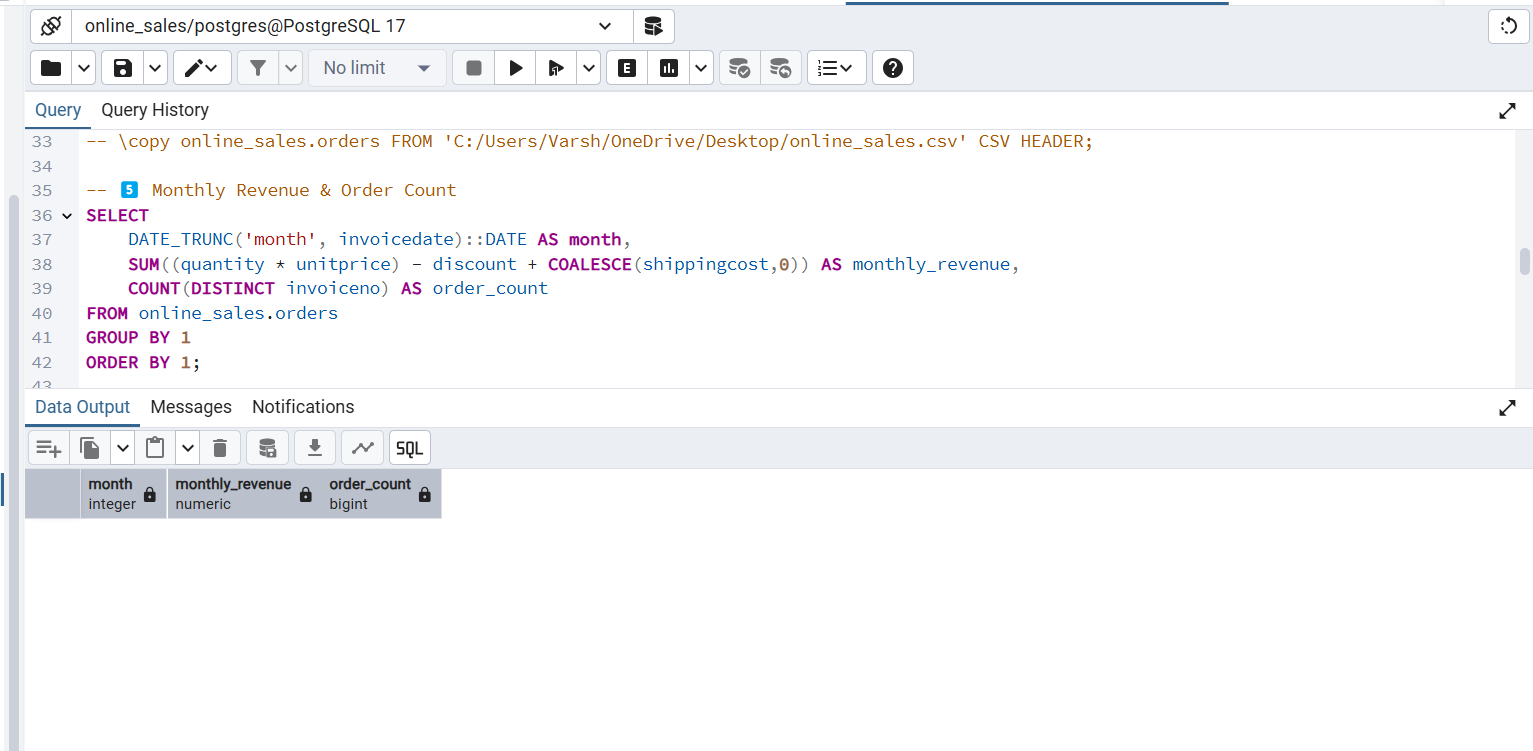 online_sales/postgres@PostgreSQL 17
No limit
E
Query Query History
33 -- \copy online_sales.orders FROM 'C:/Users/Varsh/OneDrive/Desktop/online_sales.csv' CSV HEADER;
34
35 -- 5️⃣ Monthly Revenue & Order Count
36 SELECT
37 DATE_TRUNC('month', invoicedate)::DATE AS month,
38 SUM((quantity * unitprice) - discount + COALESCE(shippingcost,0)) AS monthly_revenue,
39 COUNT(DISTINCT invoiceno) AS order_count
40 FROM online_sales.orders
41 GROUP BY 1
42 ORDER BY 1;
43
Data Output Messages Notifications
SQL
month monthly_revenue order_count
integer numeric bigint